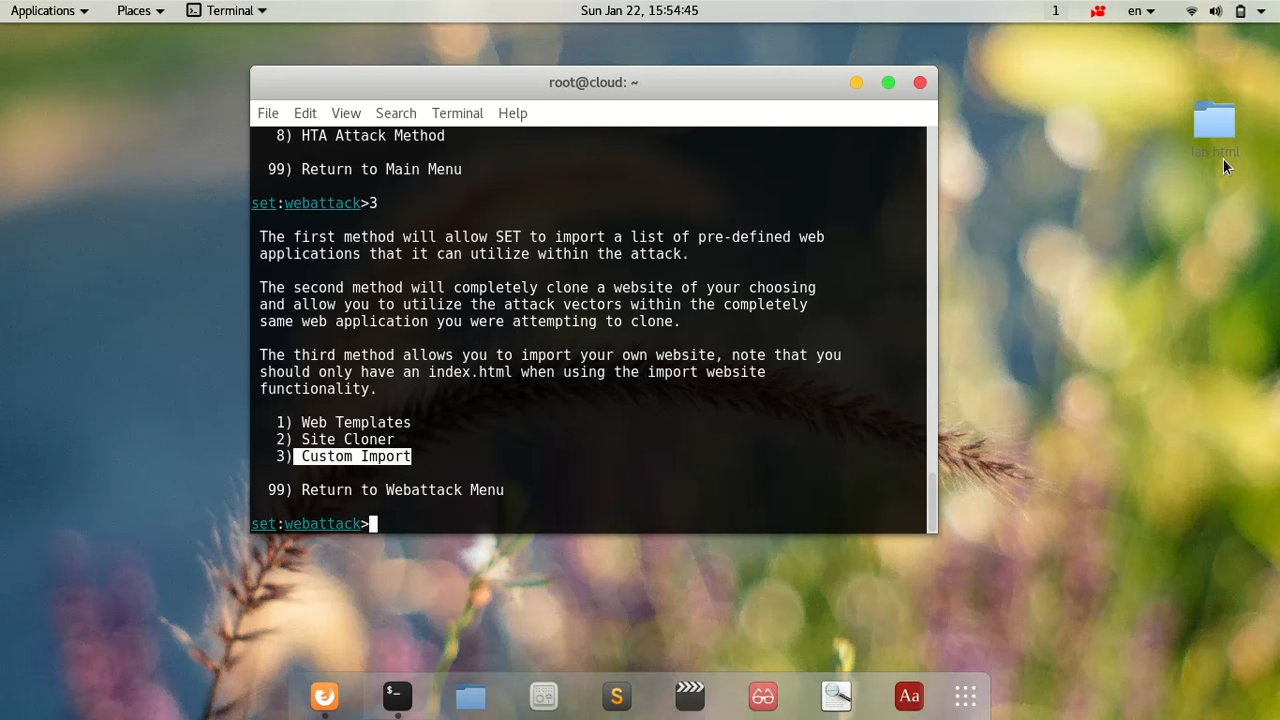 Applications
Places
Terminal
Sun Jan 22, 15:54:45
1
en
root@cloud: ~
File Edit View Search Terminal Help
8) HTA Attack Method
99) Return to Main Menu
set:webattack>3
The first method will allow SET to import a list of pre-defined web
applications that it can utilize within the attack.
The second method will completely clone a website of your choosing
and allow you to utilize the attack vectors within the completely
same web application you were attempting to clone.
The third method allows you to import your own website, note that you
should only have an index.html when using the import website
functionality.
1) Web Templates
2) Site Cloner
3) Custom Import
99) Return to Webattack Menu
set:webattack>
lab html
$_
S
Aa